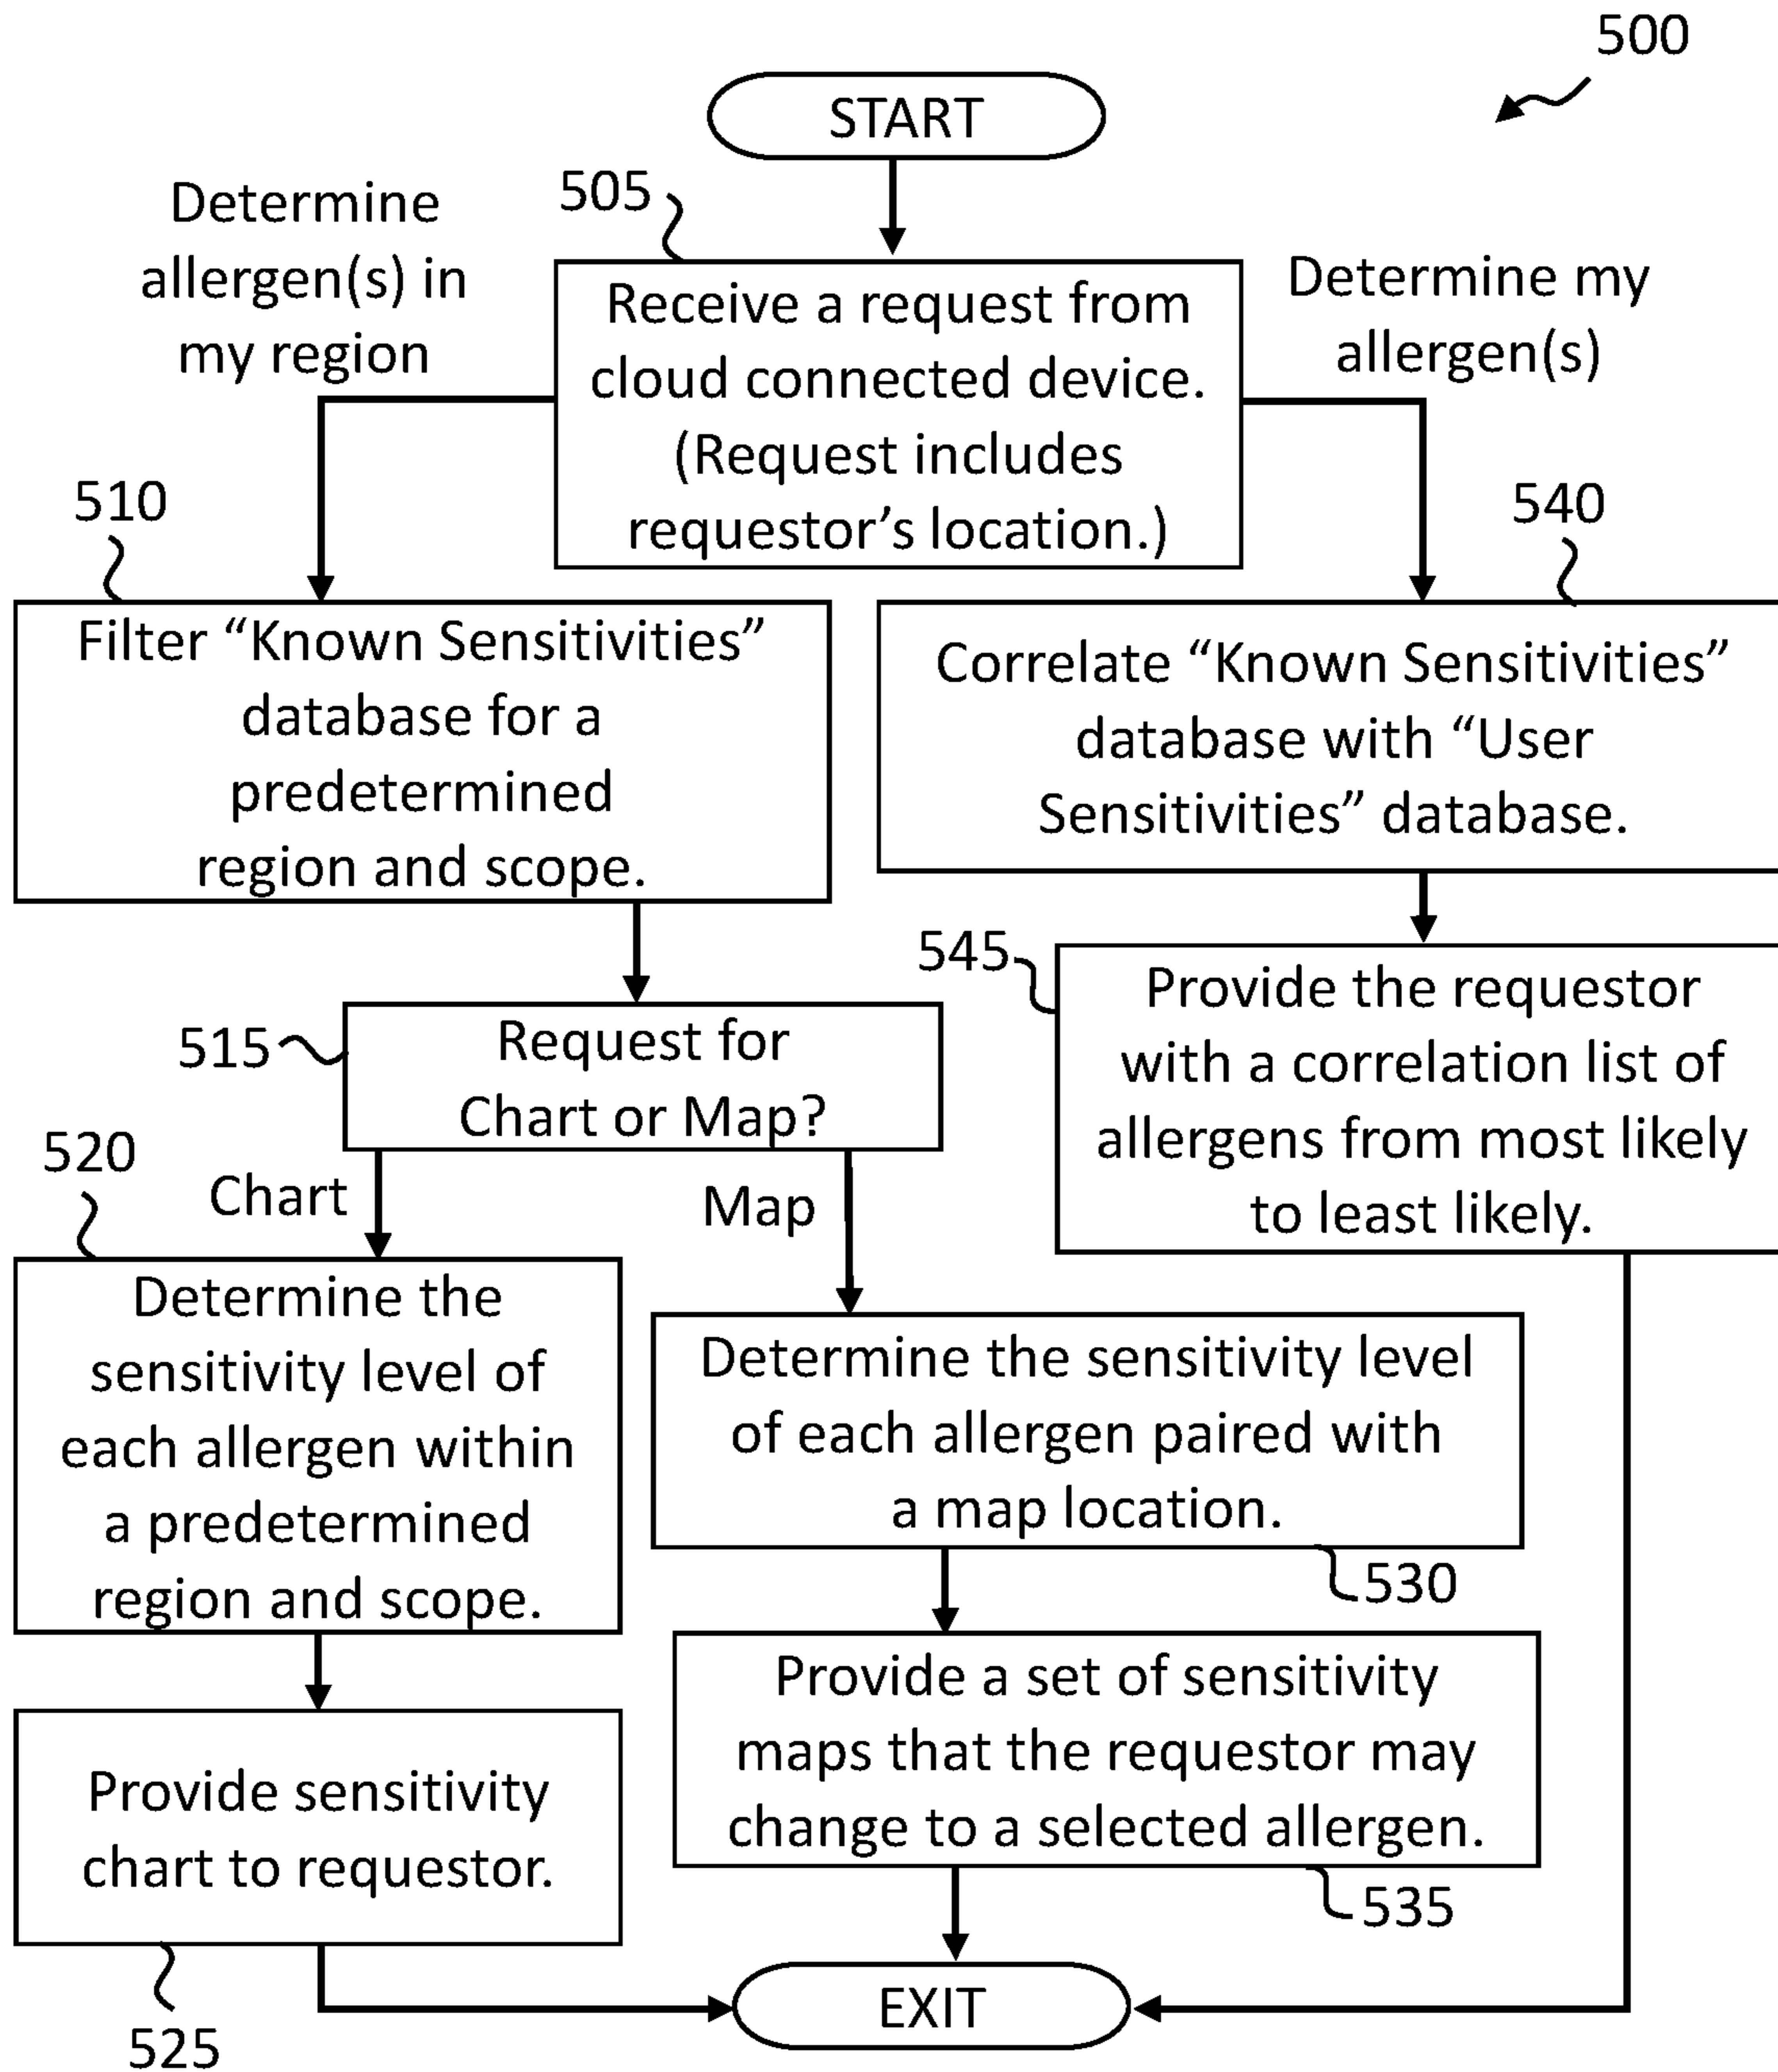 500
START
505
Determine
allergen(s) in
my region
Receive a request from
cloud connected device.
(Request includes
requestor’s location.)
Determine my
allergen(s)
510
540
Filter “Known Sensitivities”
database for a
predetermined
region and scope.
Correlate “Known Sensitivities”
database with “User
Sensitivities” database.
515
Request for
Chart or Map?
545
Provide the requestor
with a correlation list of
allergens from most likely
to least likely.
520
Chart
Map
Determine the
sensitivity level of
each allergen within
a predetermined
region and scope.
Determine the sensitivity level
of each allergen paired with
a map location.
530
Provide sensitivity
chart to requestor.
525
Provide a set of sensitivity
maps that the requestor may
change to a selected allergen.
535
EXIT